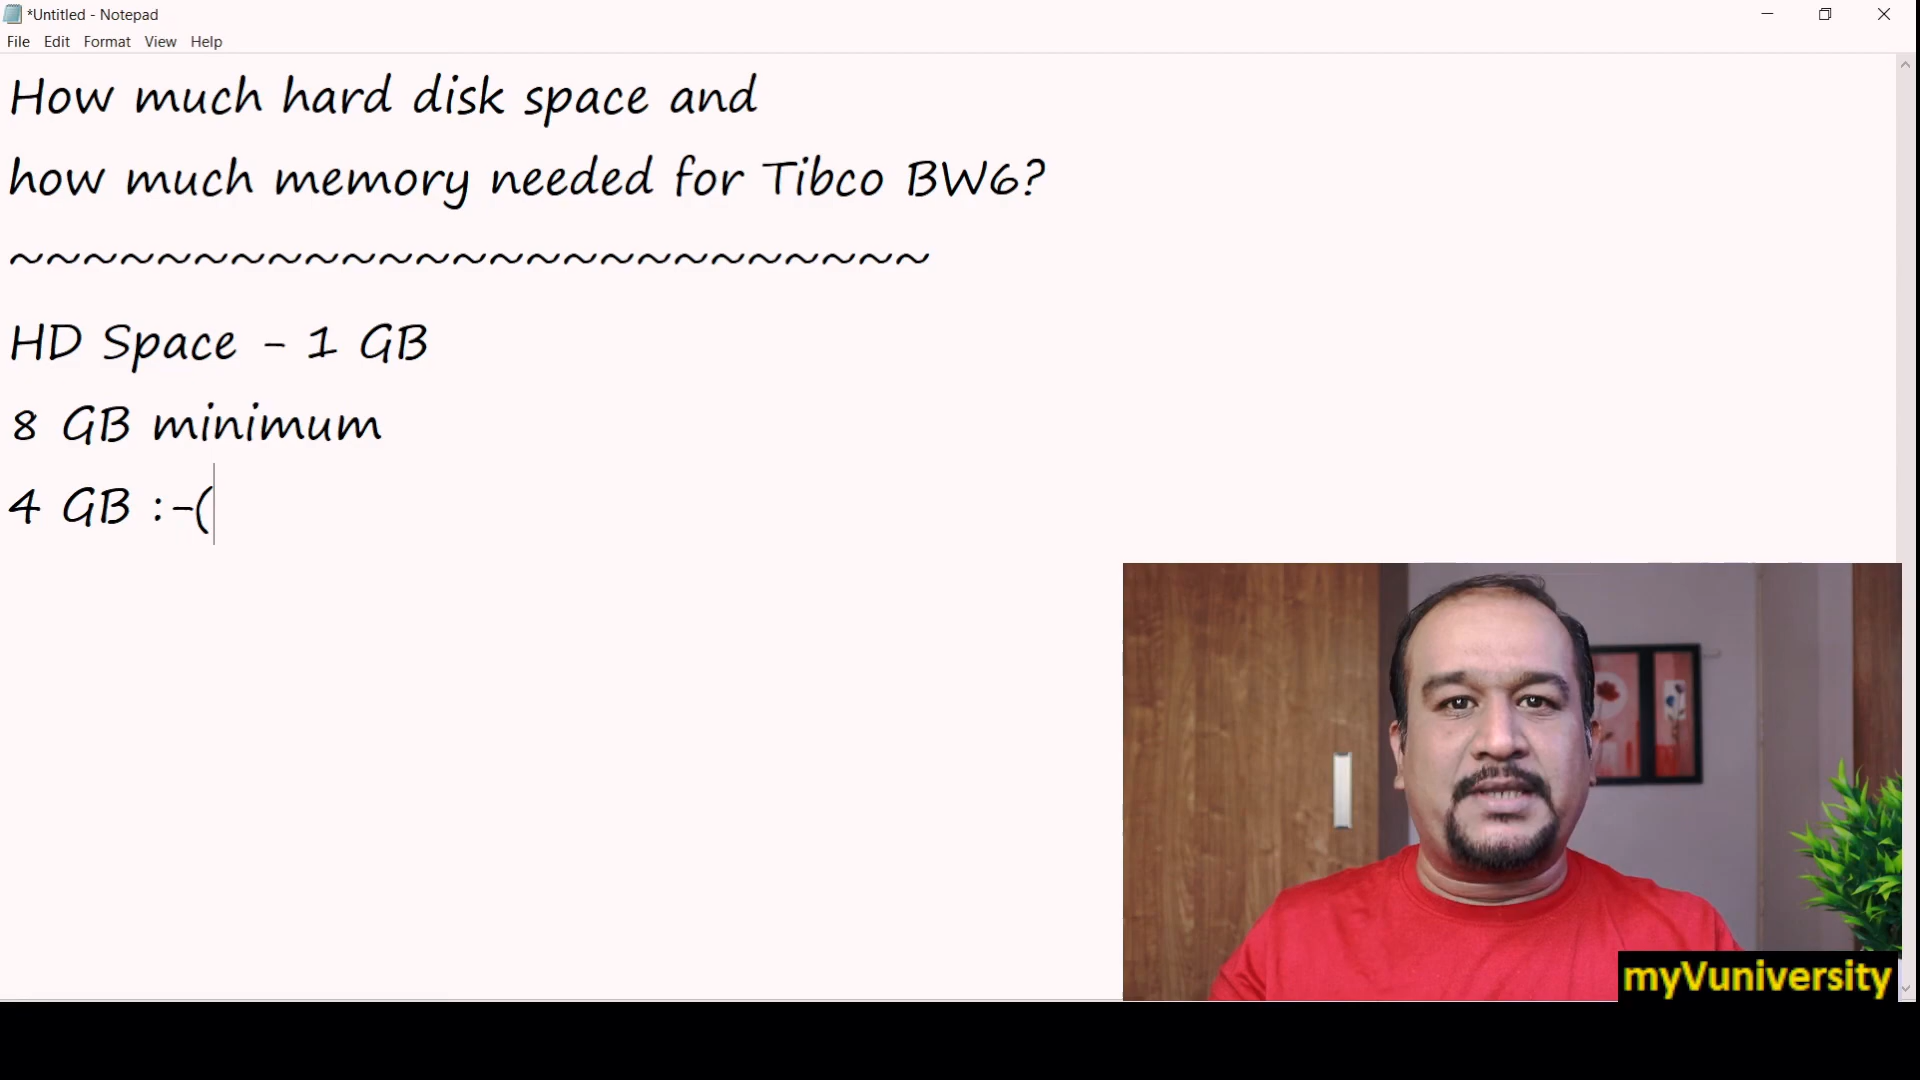 *Untitled - Notepad
File Edit Format View Help
How much hard disk space and
how much memory needed for Tibco BW6?
~~~~~~~~~~~~~~~~~~~~~~~~~
HD Space - 1 GB
8 GB minimum
4 GB :-(
myVuniversity